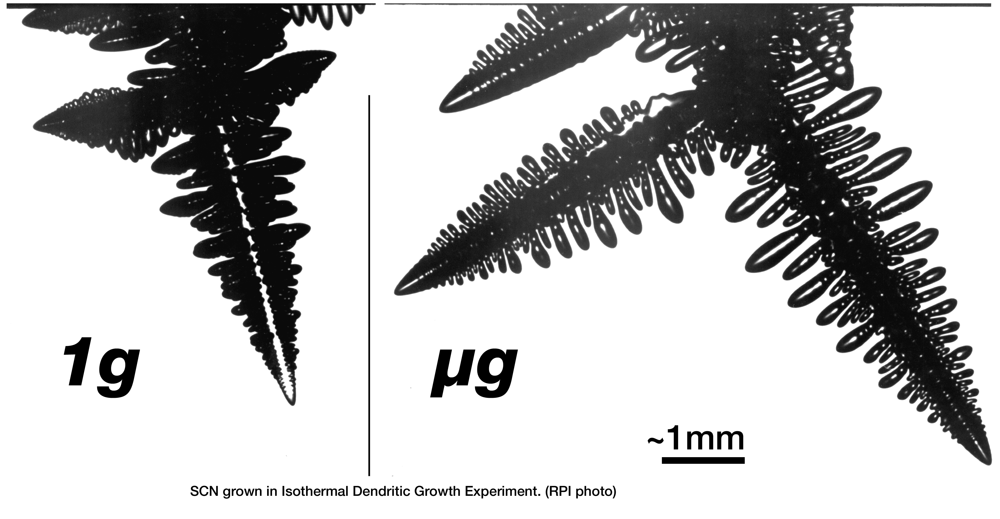 1g
µg
~1mm
SCN grown in Isothermal Dendritic Growth Experiment. (RPI photo)